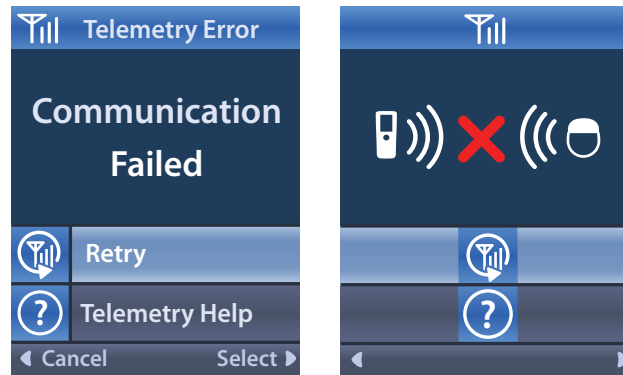 Telemetry Error
Communication
Failed
Retry
? Telemetry Help
Cancel Select
?